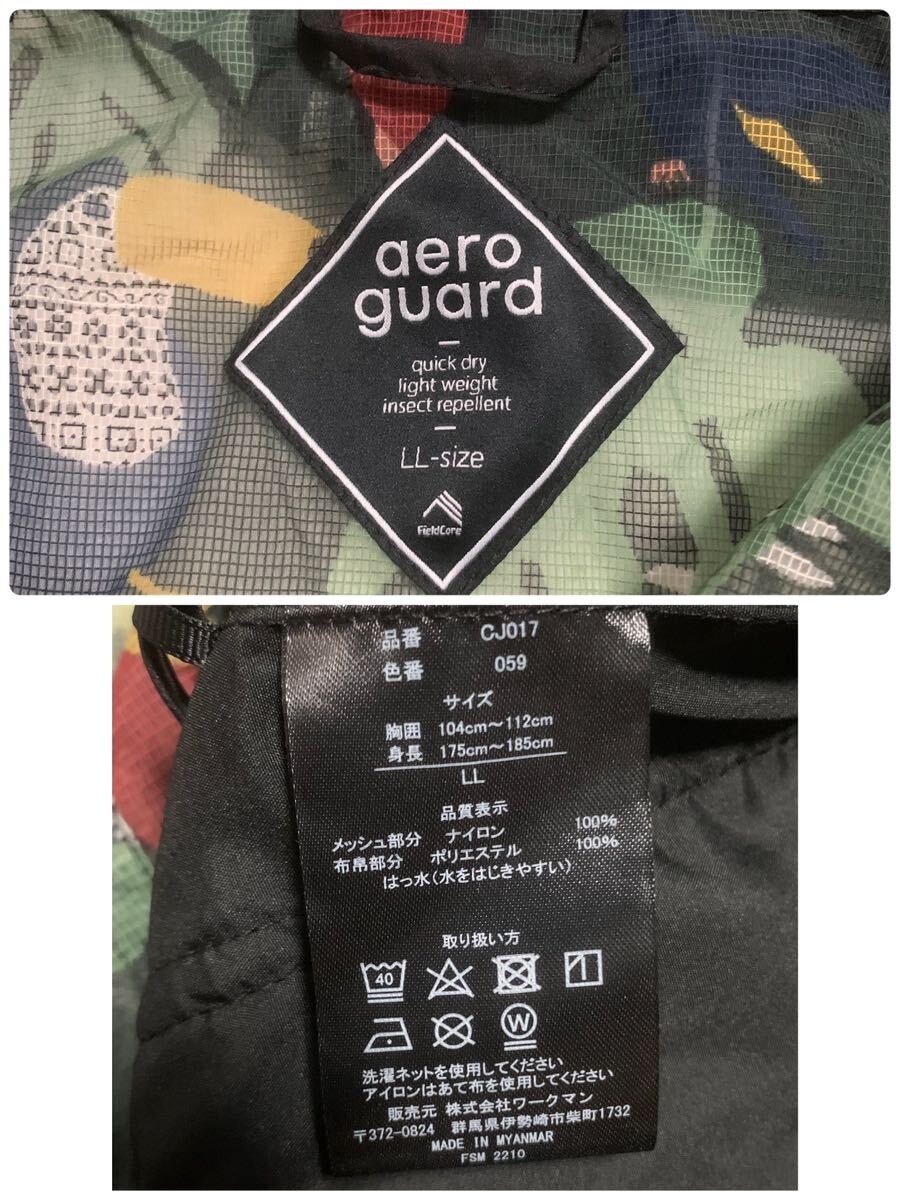 aero
guard
quick dry
light weight
insect repellent
LL-size
FieldCore
品番 CJ017
色番 059
サイズ
胸囲 104cm～112cm
身長 175cm～185cm
LL
品質表示
メッシュ部分 ナイロン 100%
布帛部分 ポリエステル 100%
はっ水(水をはじきやすい)
取り扱い方
40
W
洗濯ネットを使用してください
アイロンはあて布を使用してください
販売元 株式会社ワークマン
〒372-0824 群馬県伊勢崎市柴町1732
MADE IN MYANMAR
FSM 2210